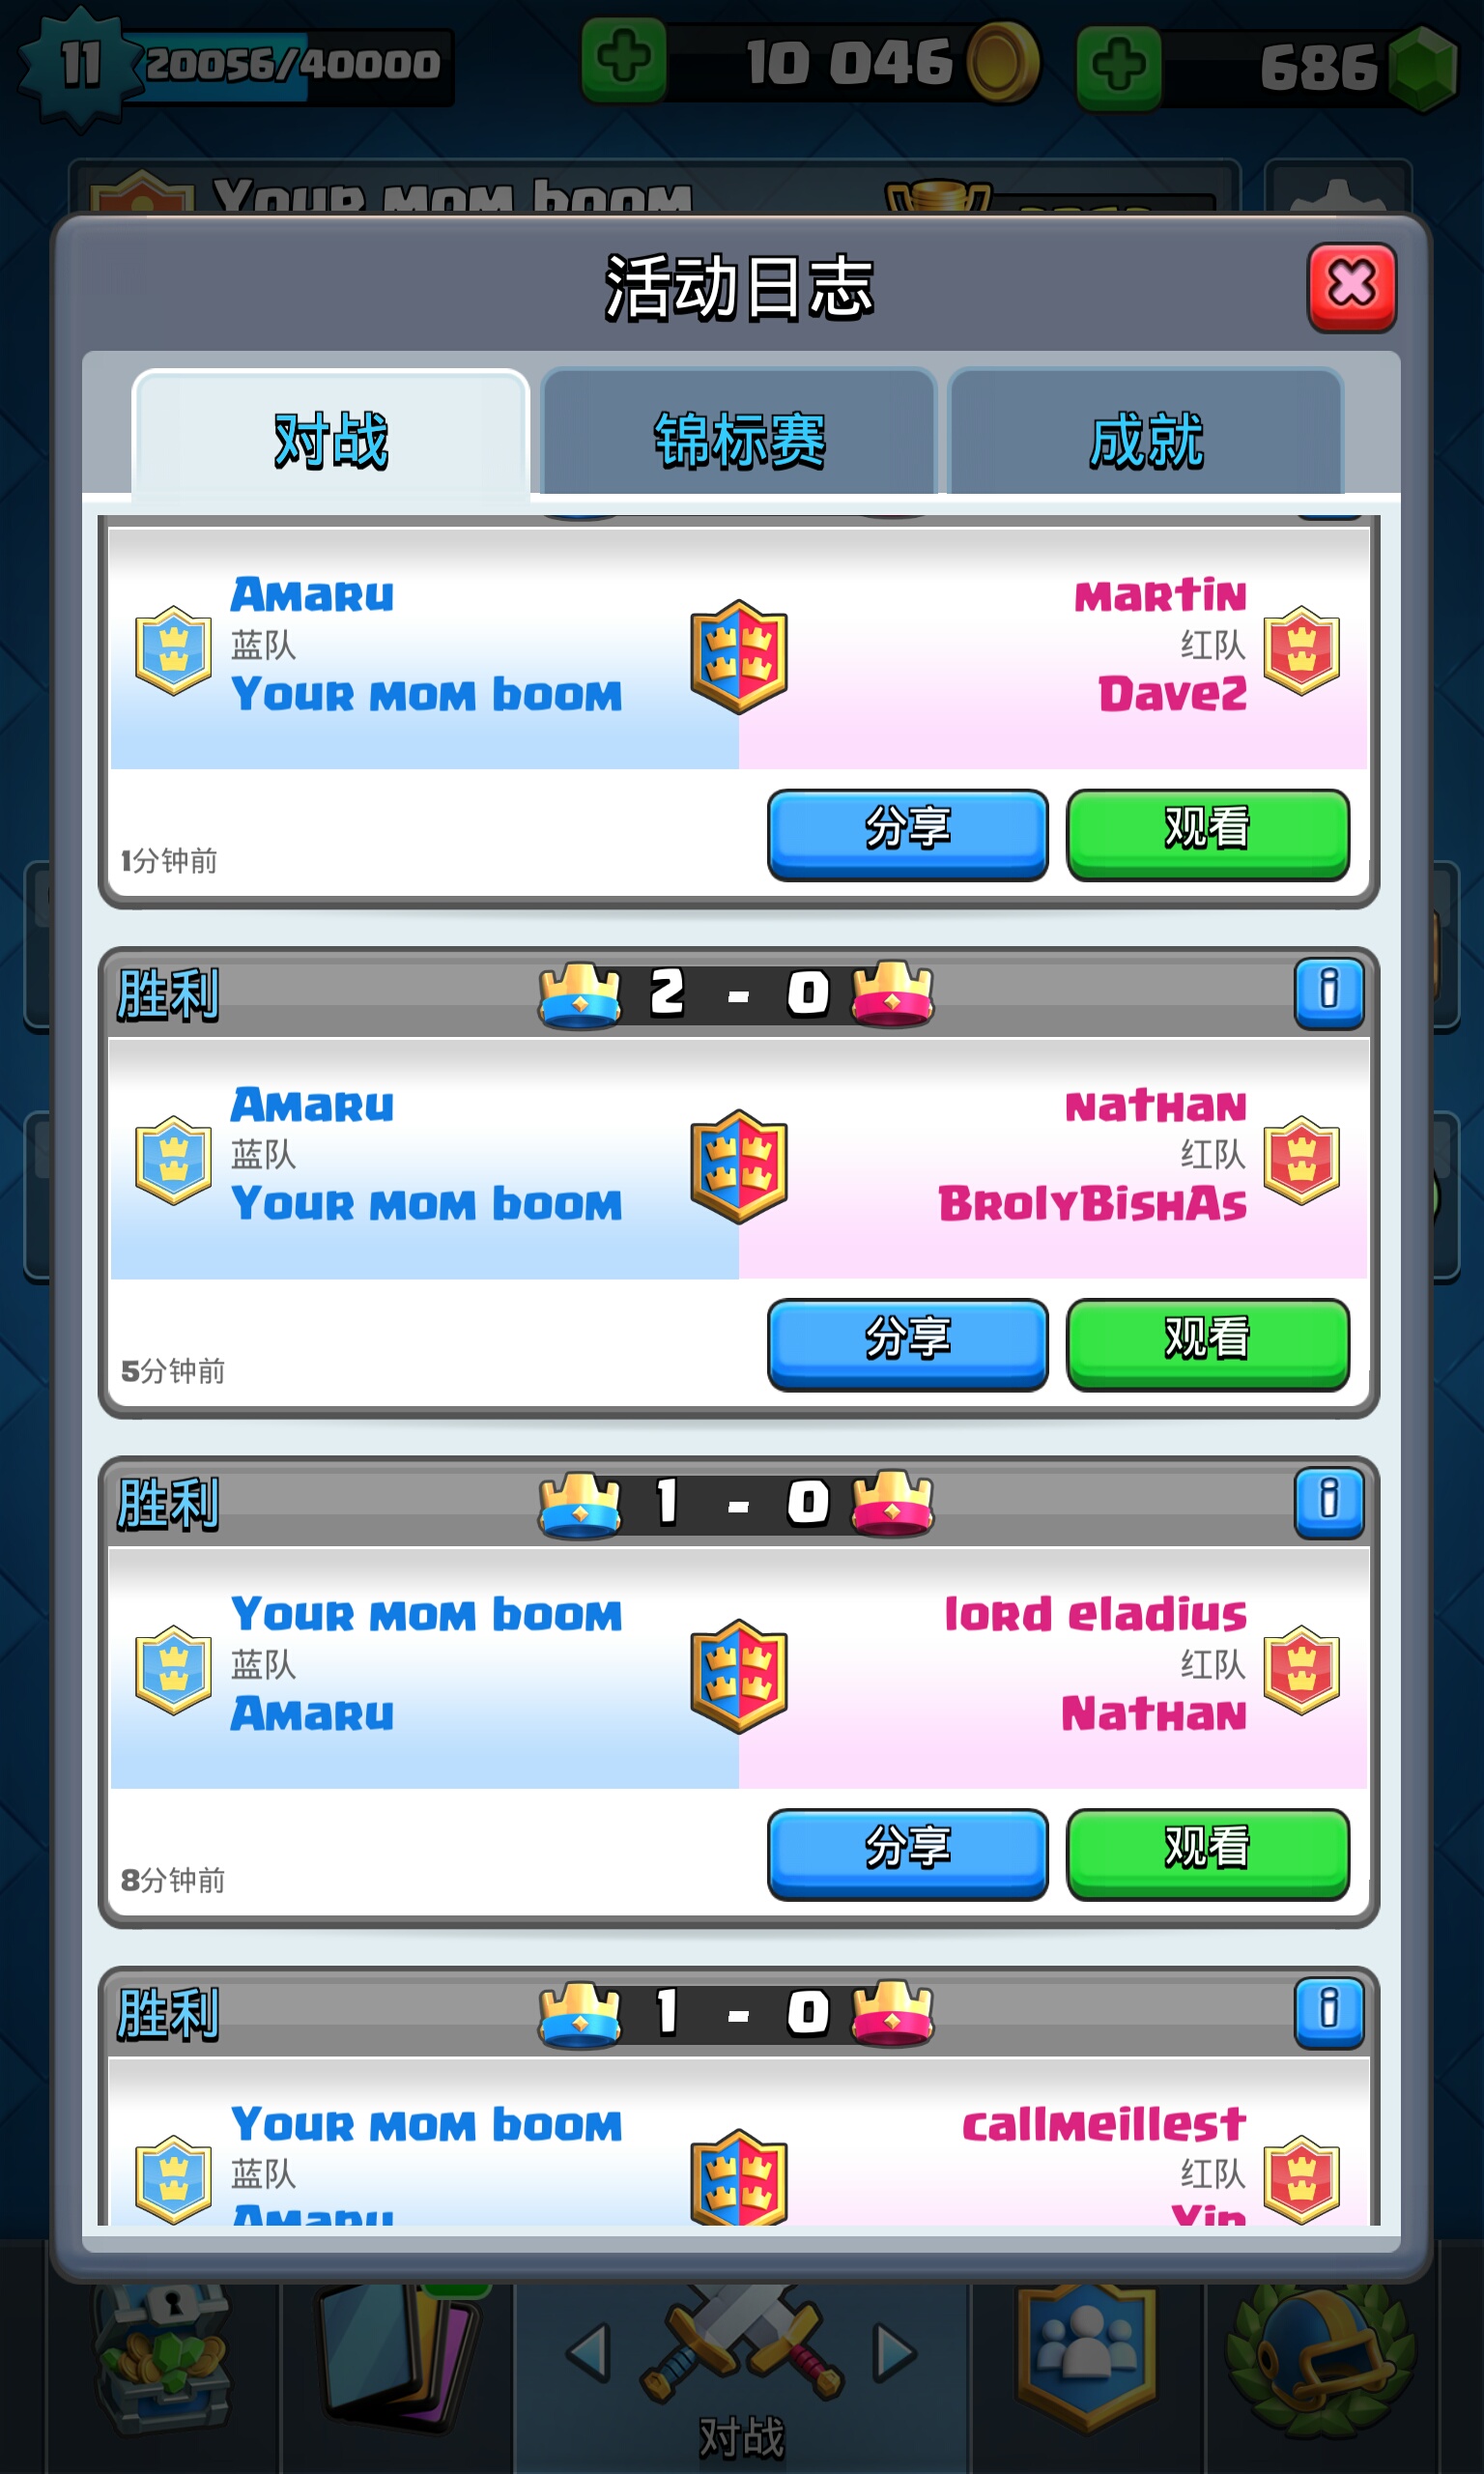 11
20056/40000
10 046
686
Your mom boom
活动日志
对战
锦标赛
成就
Amaru
martin
蓝队
红队
Your mom boom
Dave2
分享
观看
1分钟前
胜利
2 - 0
i
Amaru
nathan
蓝队
红队
Your mom boom
BrolyBishAs
分享
观看
5分钟前
胜利
1 - 0
i
Your mom boom
lord eladius
蓝队
红队
Amaru
Nathan
分享
观看
8分钟前
胜利
1 - 0
i
Your mom boom
callmeillest
蓝队
红队
Amaru
对战